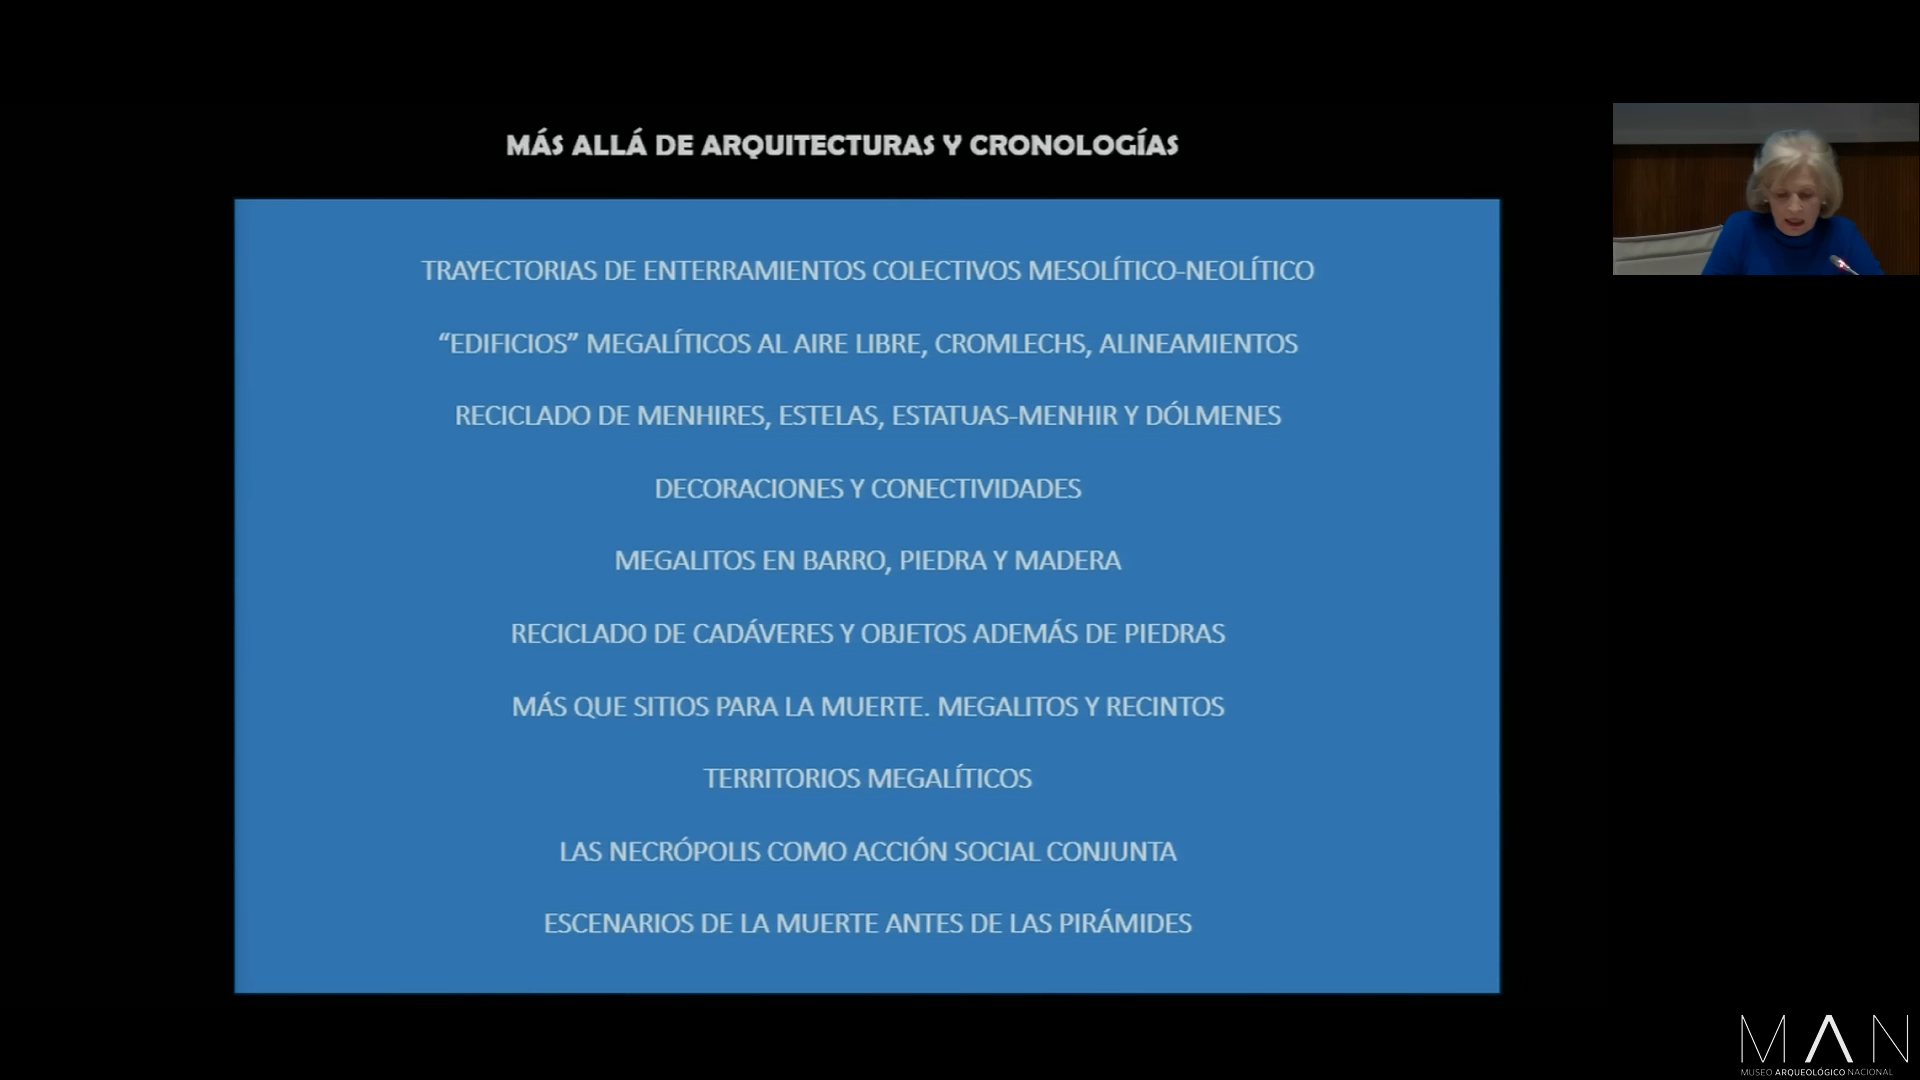 MÁS ALLÁ DE ARQUITECTURAS Y CRONOLOGÍAS
TRAYECTORIAS DE ENTERRAMIENTOS COLECTIVOS MESOLÍTICO-NEOLÍTICO
“EDIFICIOS” MEGALÍTICOS AL AIRE LIBRE, CROMLECHS, ALINEAMIENTOS
RECICLADO DE MENHIRES, ESTELAS, ESTATUAS-MENHIR Y DÓLMENES
DECORACIONES Y CONECTIVIDADES
MEGALITOS EN BARRO, PIEDRA Y MADERA
RECICLADO DE CADÁVERES Y OBJETOS ADEMÁS DE PIEDRAS
MÁS QUE SITIOS PARA LA MUERTE. MEGALITOS Y RECINTOS
TERRITORIOS MEGALÍTICOS
LAS NECRÓPOLIS COMO ACCIÓN SOCIAL CONJUNTA
ESCENARIOS DE LA MUERTE ANTES DE LAS PIRÁMIDES
MAN
MUSEO ARQUEOLÓGICO NACIONAL